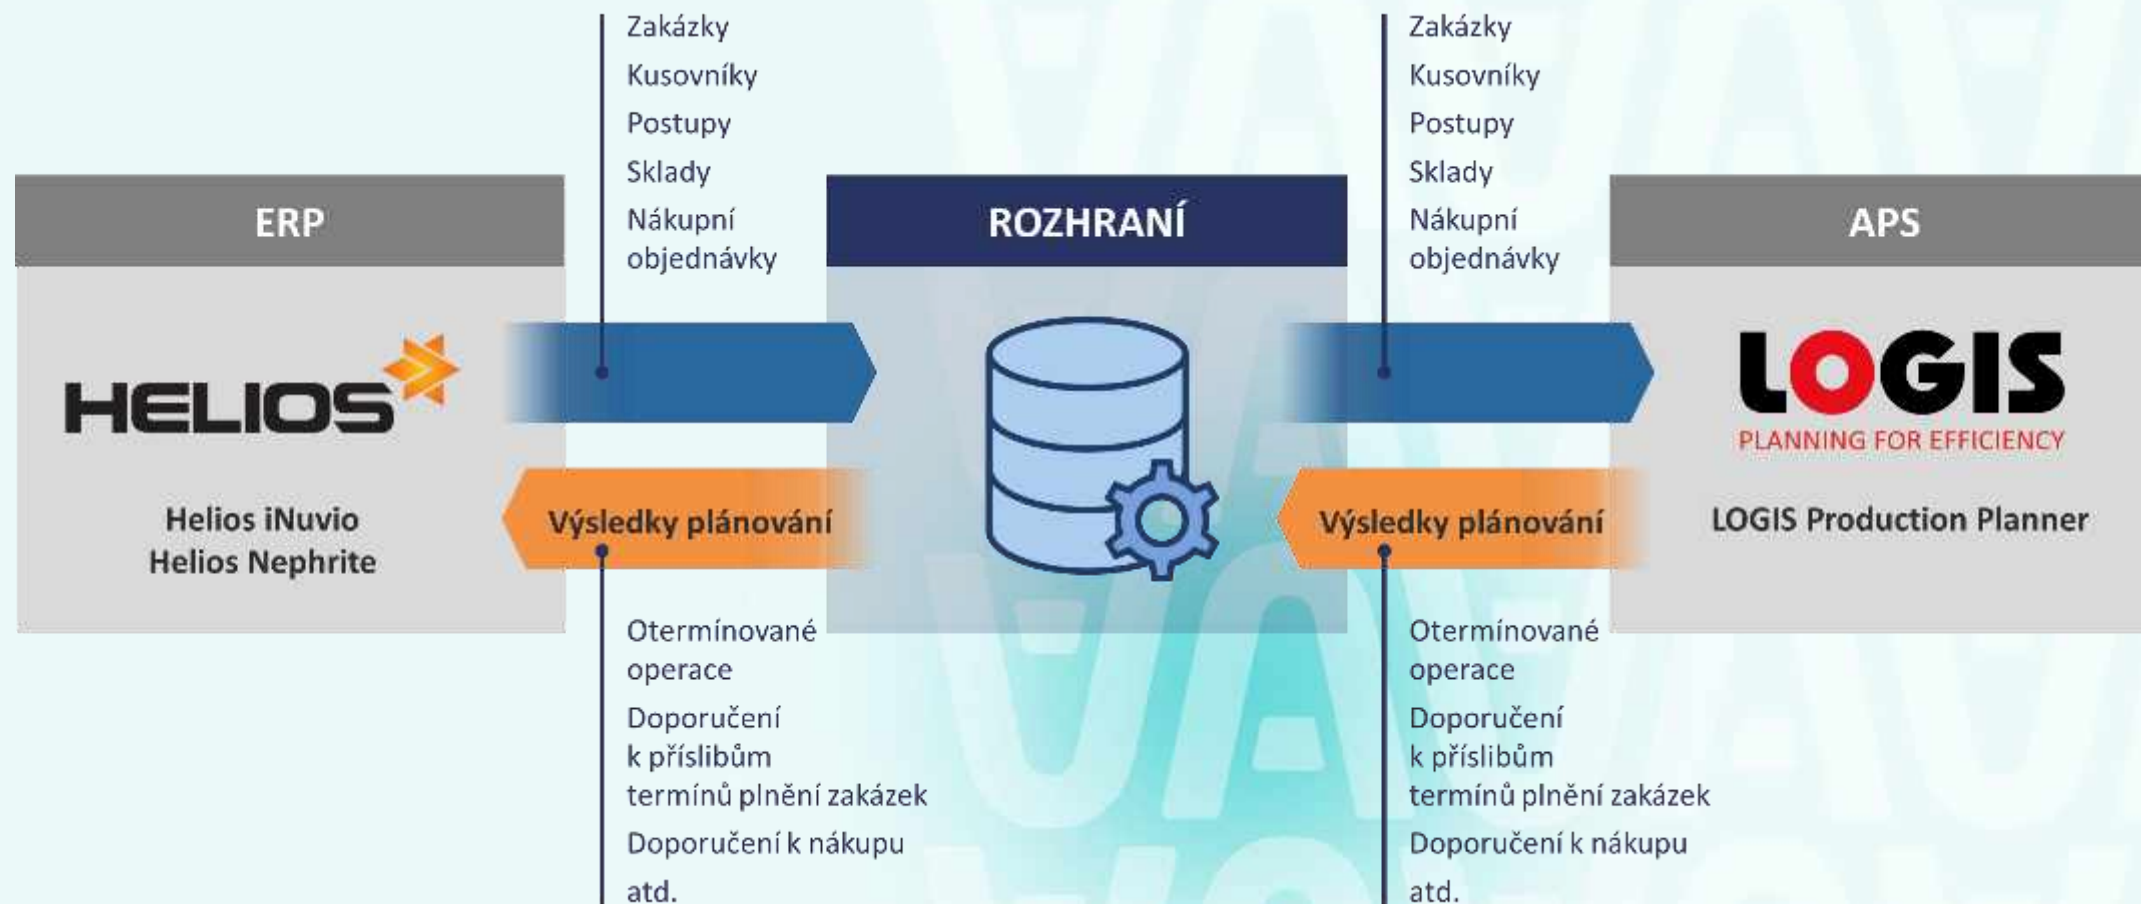 Zakázky
Kusovníky
Postupy
Sklady
Nákupní
objednávky
Zakázky
Kusovníky
Postupy
Sklady
Nákupní
objednávky
ERP
HELIOS
Helios iNuvio
Helios Nephrite
ROZHRANÍ
APS
LOGIS
PLANNING FOR EFFICIENCY
LOGIS Production Planner
Výsledky plánování
Výsledky plánování
Otermínované
operace
Doporučení
k příslibům
termínů plnění zakázek
Doporučení k nákupu
atd.
Otermínované
operace
Doporučení
k příslibům
termínů plnění zakázek
Doporučení k nákupu
atd.